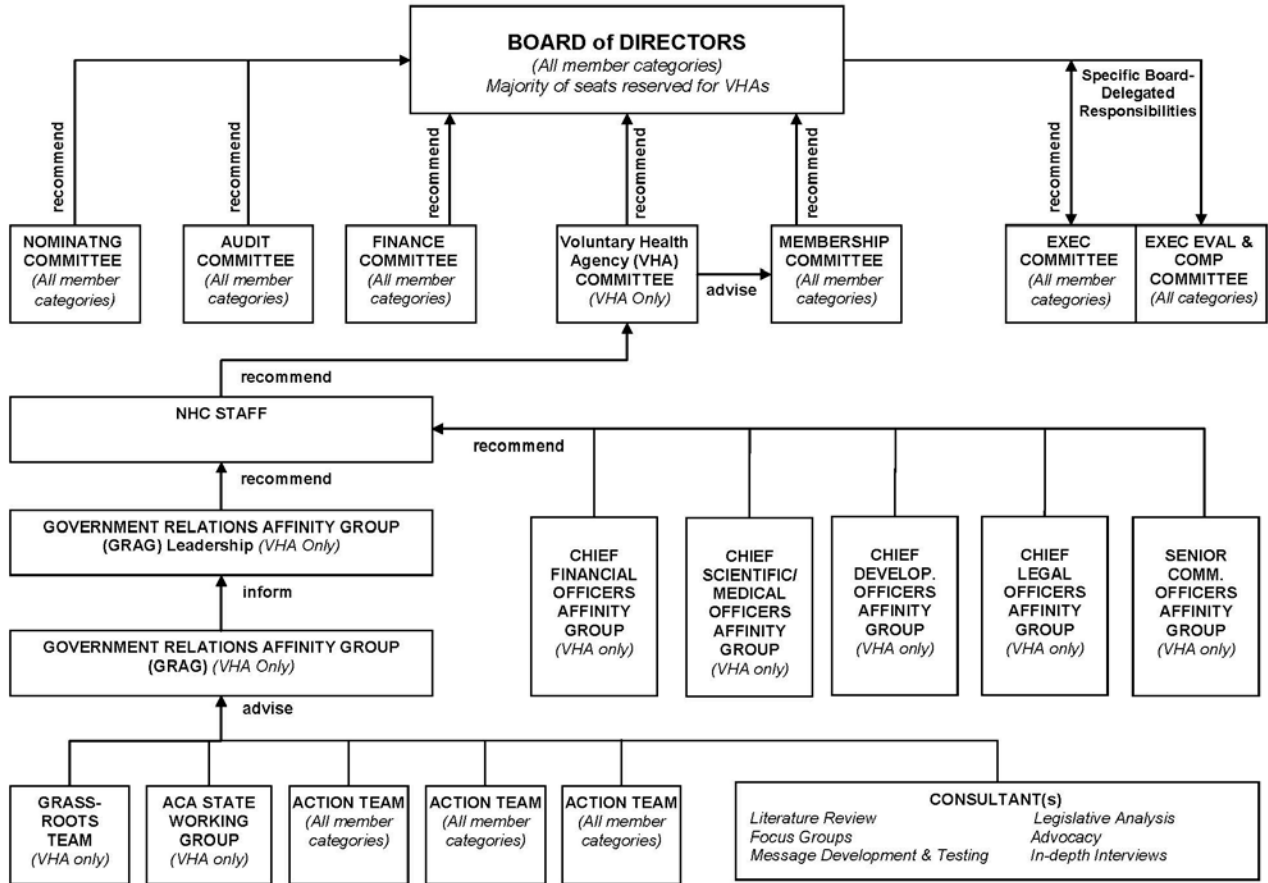 BOARD of DIRECTORS
(All member categories)
Majority of seats reserved for VHAs
Specific Board-
Delegated
Responsibilities
recommend
recommend
recommend
recommend
recommend
recommend
NOMINATNG
COMMITTEE
(All member
categories)
AUDIT
COMMITTEE
(All member
categories)
FINANCE
COMMITTEE
(All member
categories)
Voluntary Health
Agency (VHA)
COMMITTEE
(VHA Only)
advise
MEMBERSHIP
COMMITTEE
(All member
categories)
EXEC
COMMITTEE
(All member
categories)
EXEC EVAL &
COMP
COMMITTEE
(All categories)
recommend
NHC STAFF
recommend
recommend
GOVERNMENT RELATIONS AFFINITY GROUP
(GRAG) Leadership (VHA Only)
inform
GOVERNMENT RELATIONS AFFINITY GROUP
(GRAG) (VHA Only)
advise
CHIEF
FINANCIAL
OFFICERS
AFFINITY
GROUP
(VHA only)
CHIEF
SCIENTIFIC/
MEDICAL
OFFICERS
AFFINITY
GROUP
(VHA only)
CHIEF
DEVELOP.
OFFICERS
AFFINITY
GROUP
(VHA only)
CHIEF
LEGAL
OFFICERS
AFFINITY
GROUP
(VHA only)
SENIOR
COMM.
OFFICERS
AFFINITY
GROUP
(VHA only)
GRASS-
ROOTS
TEAM
(VHA only)
ACA STATE
WORKING
GROUP
(VHA only)
ACTION TEAM
(All member
categories)
ACTION TEAM
(All member
categories)
ACTION TEAM
(All member
categories)
CONSULTANT(s)
Literature Review Legislative Analysis
Focus Groups Advocacy
Message Development & Testing In-depth Interviews